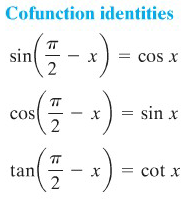 Cofunction identities
sin(π/2 − x) = cos x
cos(π/2 − x) = sin x
tan(π/2 − x) = cot x